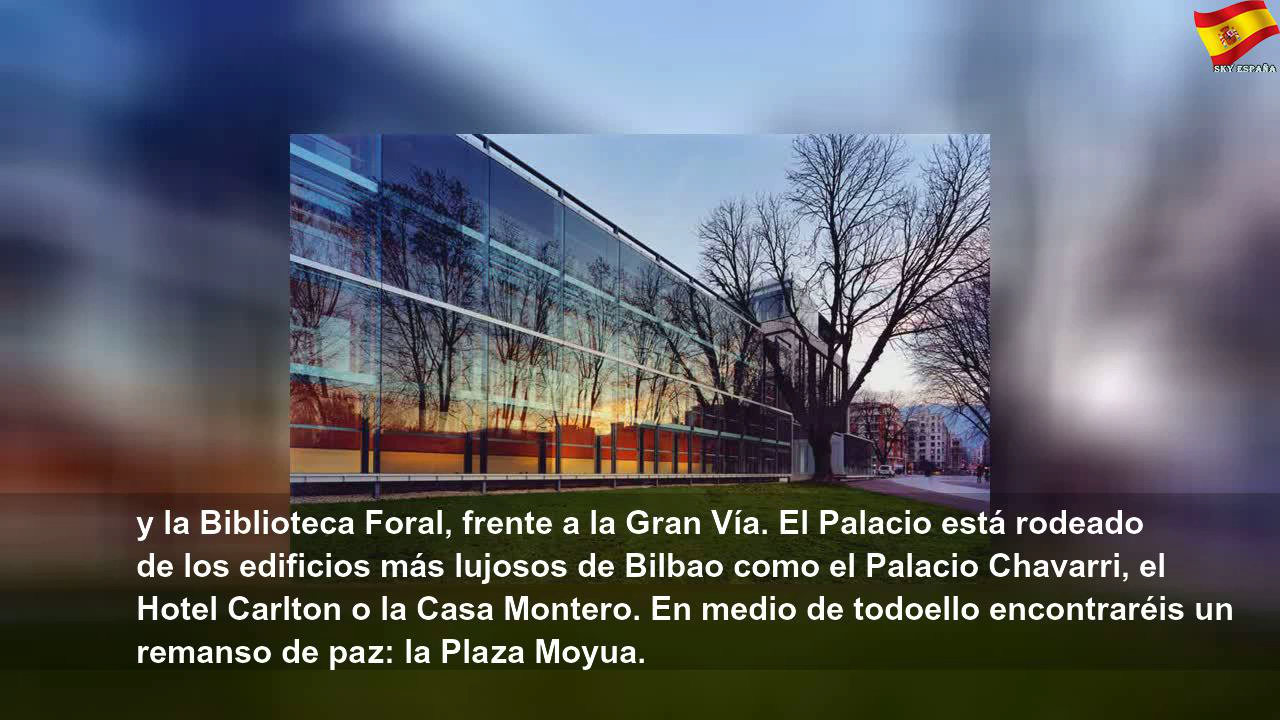 SKY ESPAÑA
y la Biblioteca Foral, frente a la Gran Vía. El Palacio está rodeado
de los edificios más lujosos de Bilbao como el Palacio Chavarri, el
Hotel Carlton o la Casa Montero. En medio de todoello encontraréis un
remanso de paz: la Plaza Moyua.